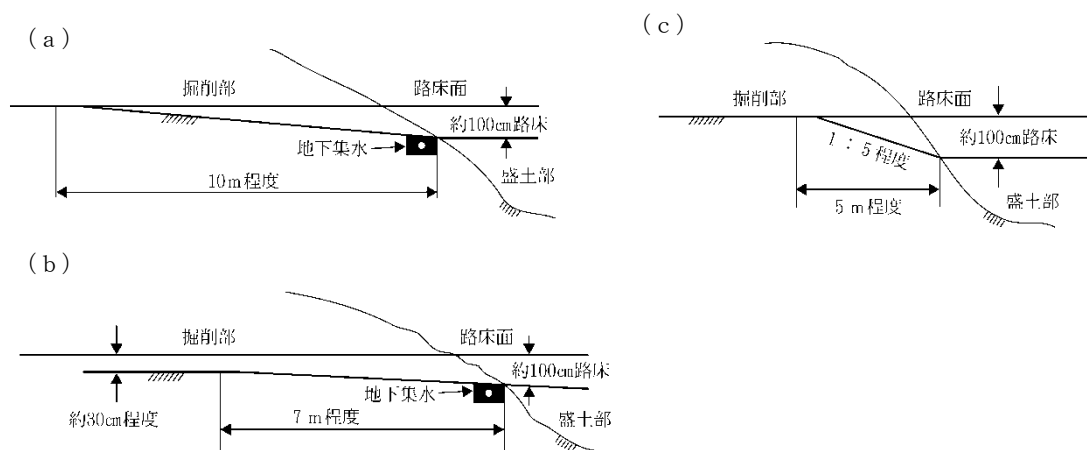 (a)
掘削部
路床面
約100cm路床
地下集水
盛土部
10m程度
(b)
掘削部
路床面
約100cm路床
地下集水
約30cm程度
7m程度
盛土部
(c)
掘削部
路床面
約100cm路床
1:5程度
盛土部
5m程度